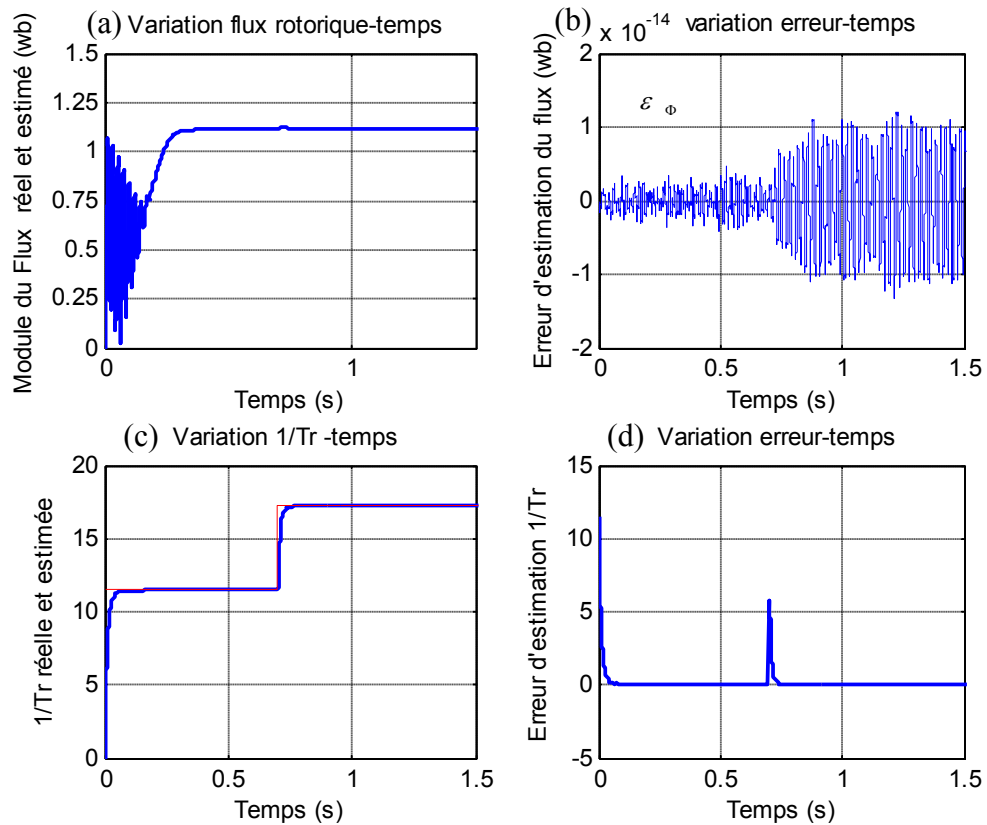 (a) Variation flux rotorique-temps
Module du Flux réel et estimé (wb)
1.5
1.25
1
0.75
0.5
0.25
0
0 1 1.5
Temps (s)
(b) variation erreur-temps
x 10^-14
Erreur d'estimation du flux (wb)
ε Φ
2
1
0
-1
-2
0 0.5 1 1.5
Temps (s)
(c) Variation 1/Tr -temps
1/Tr réelle et estimée
20
15
10
5
0
0 0.5 1 1.5
Temps (s)
(d) Variation erreur-temps
Erreur d'estimation 1/Tr
15
10
5
0
-5
0 0.5 1 1.5
Temps (s)